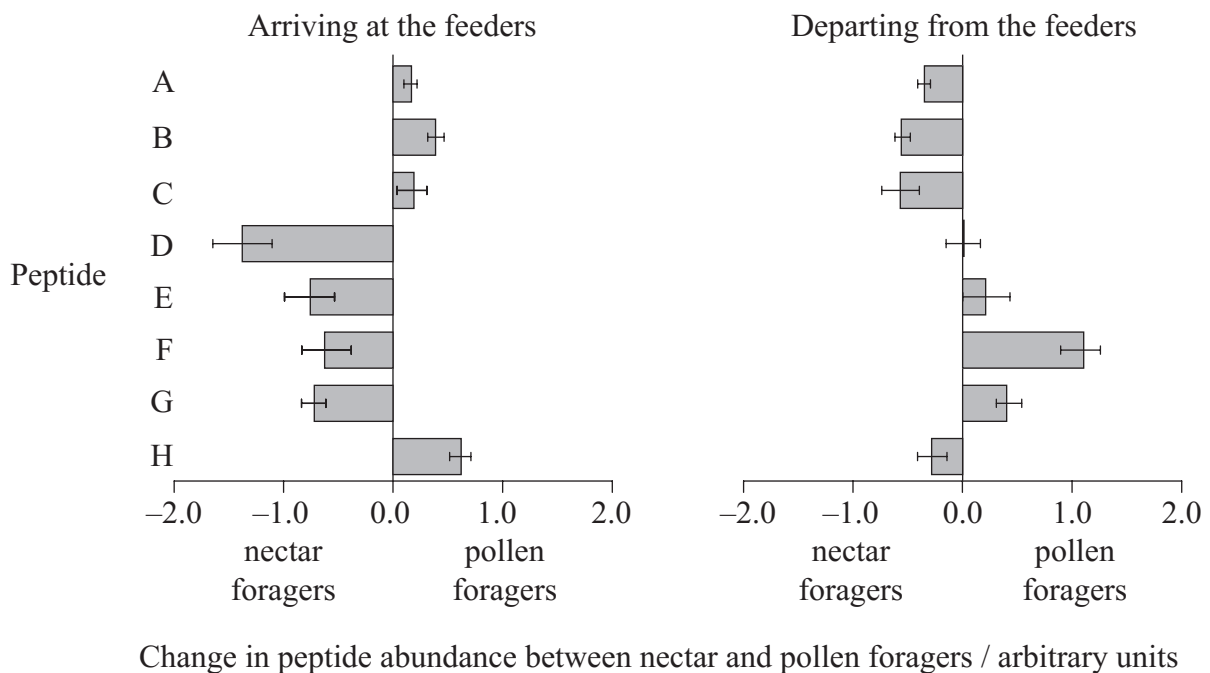 Arriving at the feeders
Departing from the feeders
A
B
C
D
Peptide
E
F
G
H
–2.0 –1.0 0.0 1.0 2.0
nectar foragers
pollen foragers
–2.0 –1.0 0.0 1.0 2.0
nectar foragers
pollen foragers
Change in peptide abundance between nectar and pollen foragers / arbitrary units